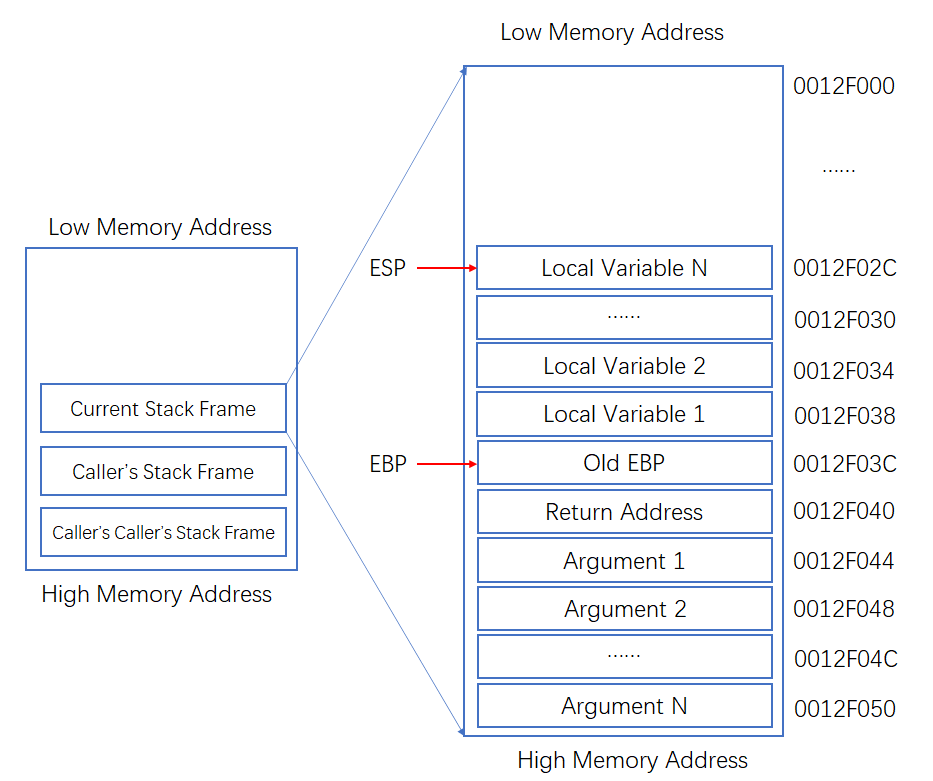 Low Memory Address
0012F000
......
Low Memory Address
ESP
Local Variable N
0012F02C
......
0012F030
Local Variable 2
0012F034
Current Stack Frame
Local Variable 1
0012F038
Caller's Stack Frame
EBP
Old EBP
0012F03C
Return Address
0012F040
Caller's Caller's Stack Frame
Argument 1
0012F044
High Memory Address
Argument 2
0012F048
......
0012F04C
Argument N
0012F050
High Memory Address